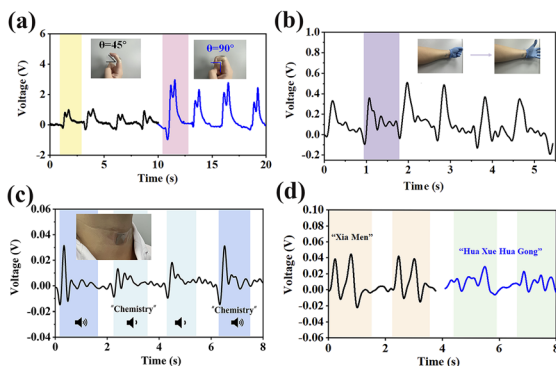 (a)
θ=45°
θ=90°
Voltage (V)
6
4
2
0
-2
0 5 10 15 20
Time (s)
(b)
Voltage (V)
1.0
0.8
0.6
0.4
0.2
0.0
0 1 2 3 4 5
Time (s)
(c)
Voltage (V)
0.06
0.04
0.02
0.00
-0.02
-0.04
"Chemistry"
"Chemistry"
0 2 4 6 8
Time (s)
(d)
Voltage (V)
0.10
0.08
0.06
0.04
0.02
0.00
-0.02
-0.04
-0.06
"Xia Men"
"Hua Xue Hua Gong"
0 2 4 6 8
Time (s)